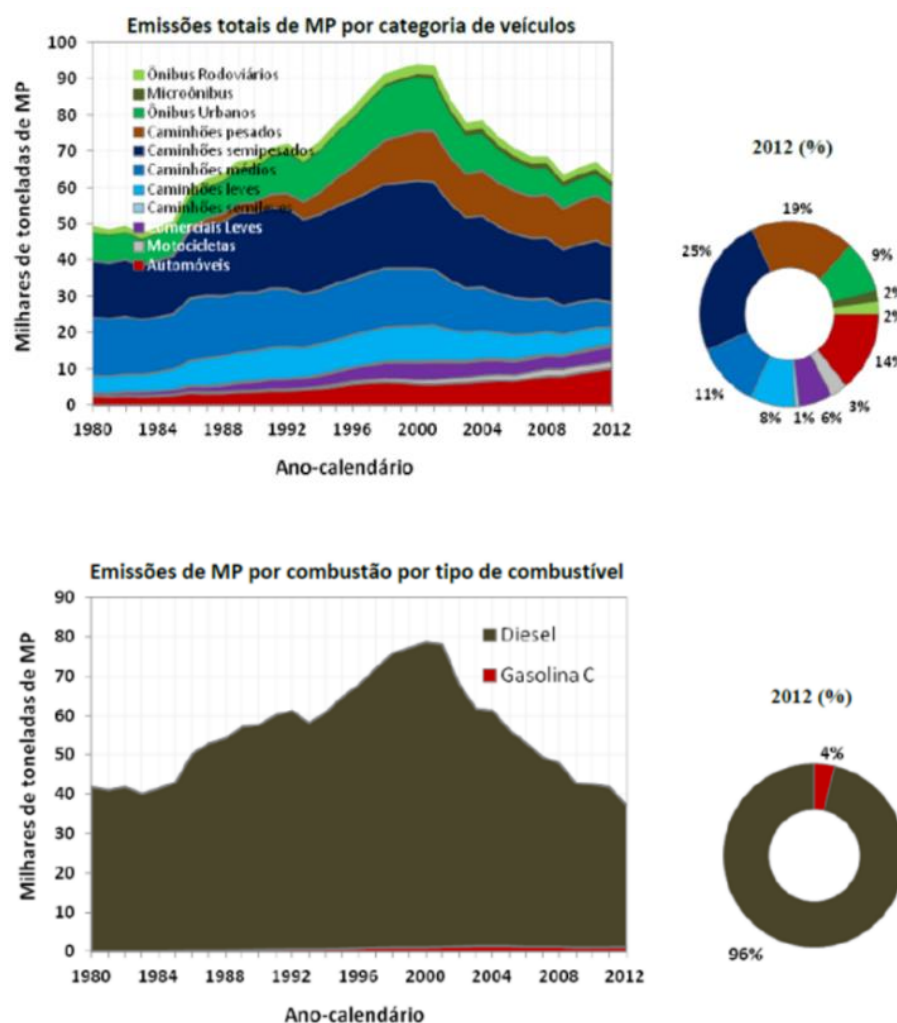 Emissões totais de MP por categoria de veículos
Milhares de toneladas de MP
100
90
80
70
60
50
40
30
20
10
0
Ônibus Rodoviários
Microônibus
Ônibus Urbanos
Caminhões pesados
Caminhões semipesados
Caminhões médios
Caminhões leves
Caminhões semileves
Comerciais Leves
Motocicletas
Automóveis
1980 1984 1988 1992 1996 2000 2004 2008 2012
Ano-calendário
2012 (%)
19%
25%
9%
2%
2%
14%
11%
3%
8% 1% 6%
Emissões de MP por combustão por tipo de combustível
Milhares de toneladas de MP
90
80
70
60
50
40
30
20
10
0
Diesel
Gasolina C
1980 1984 1988 1992 1996 2000 2004 2008 2012
Ano-calendário
2012 (%)
4%
96%